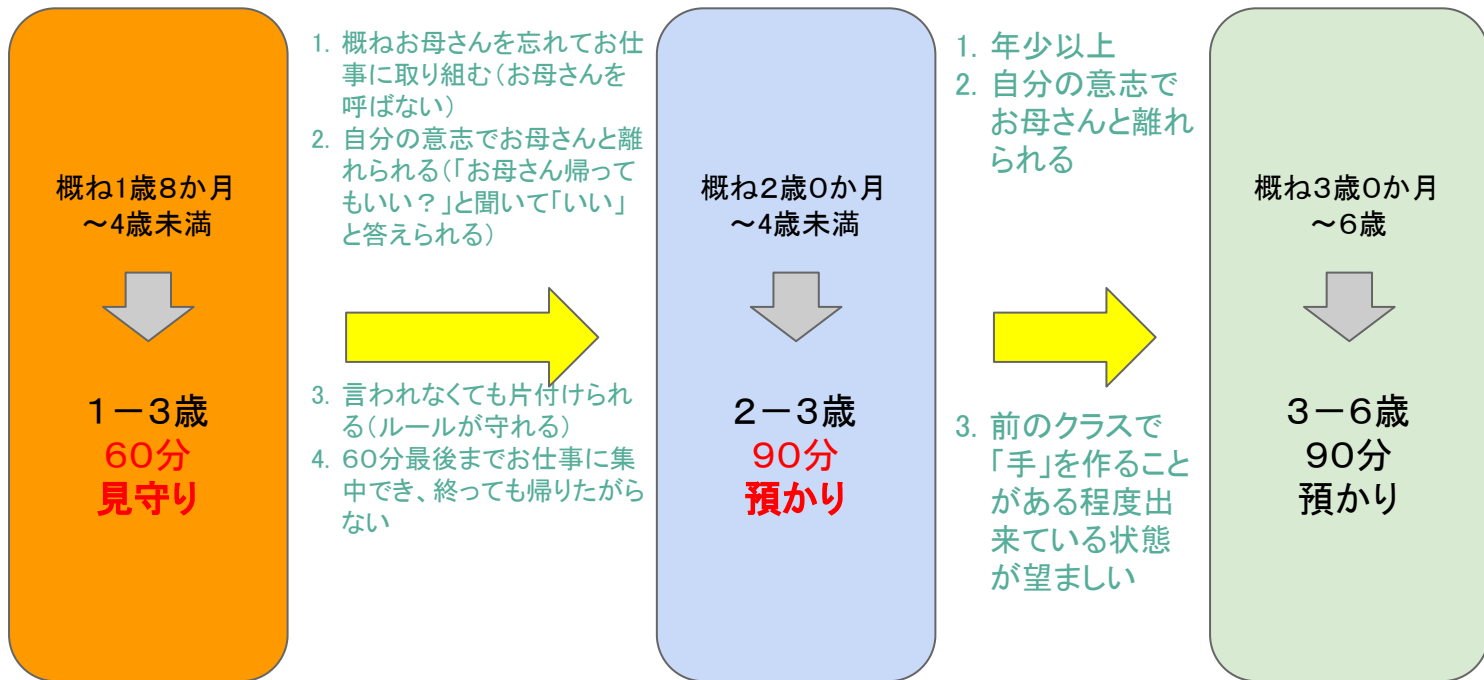 概ね1歳8か月
～4歳未満
1－3歳
60分
見守り
1. 概ねお母さんを忘れてお仕
事に取り組む（お母さんを
呼ばない）
2. 自分の意志でお母さんと離
れられる（「お母さん帰って
もいい？」と聞いて「いい」
と答えられる）
3. 言われなくても片付けられ
る（ルールが守れる）
4. 60分最後までお仕事に集
中でき、終っても帰りたがら
ない
概ね2歳0か月
～4歳未満
2－3歳
90分
預かり
1. 年少以上
2. 自分の意志で
お母さんと離れ
られる
3. 前のクラスで
「手」を作ること
がある程度出
来ている状態
が望ましい
概ね3歳0か月
～6歳
3－6歳
90分
預かり